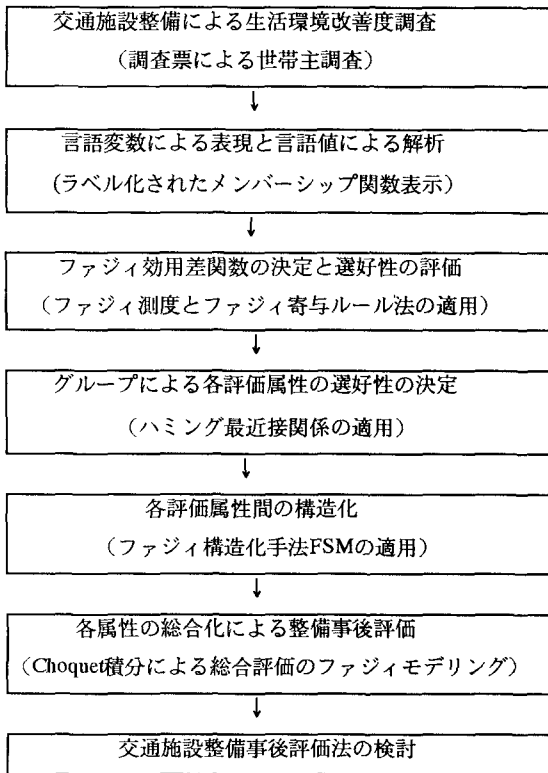 交通施設整備による生活環境改善度調査
（調査票による世帯主調査）
↓
言語変数による表現と言語値による解析
(ラベル化されたメンバーシップ関数表示）
↓
ファジィ効用差関数の決定と選好性の評価
（ファジィ測度とファジィ寄与ルール法の適用）
↓
グループによる各評価属性の選好性の決定
（ハミング最近接関係の適用）
↓
各評価属性間の構造化
（ファジィ構造化手法FSMの適用）
↓
各属性の総合化による整備事後評価
（Choquet積分による総合評価のファジィモデリング）
↓
交通施設整備事後評価法の検討